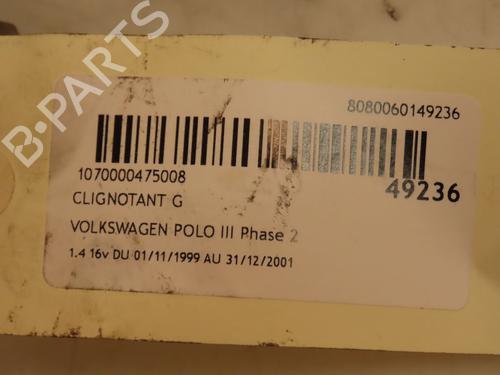 B-PARTS
8080060149236
1070000475008
49236
CLIGNOTANT G
VOLKSWAGEN POLO III Phase 2
1.4 16v DU 01/11/1999 AU 31/12/2001